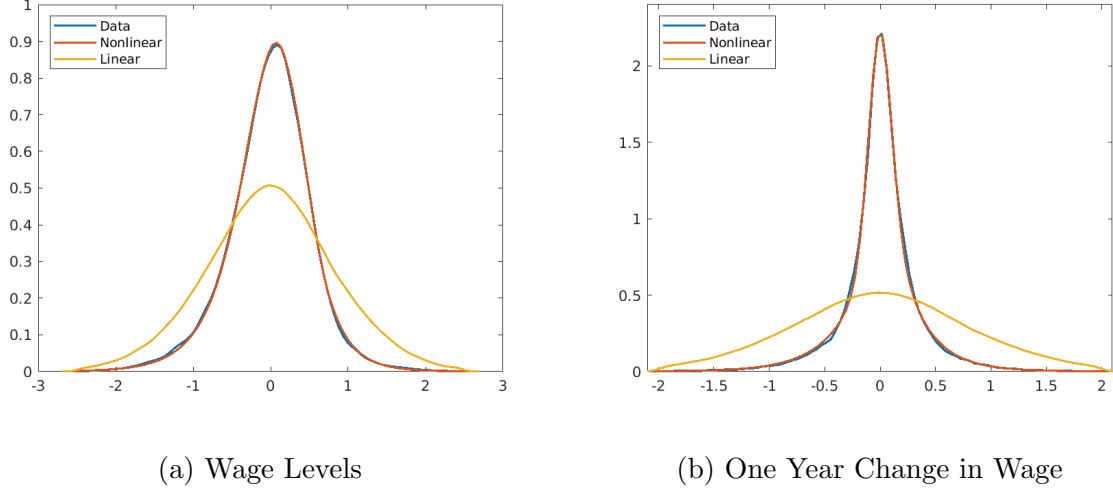 Data
Nonlinear
Linear
1
0.9
0.8
0.7
0.6
0.5
0.4
0.3
0.2
0.1
0
-3 -2 -1 0 1 2 3
(a) Wage Levels
Data
Nonlinear
Linear
2
1.5
1
0.5
0
-2 -1.5 -1 -0.5 0 0.5 1 1.5 2
(b) One Year Change in Wage